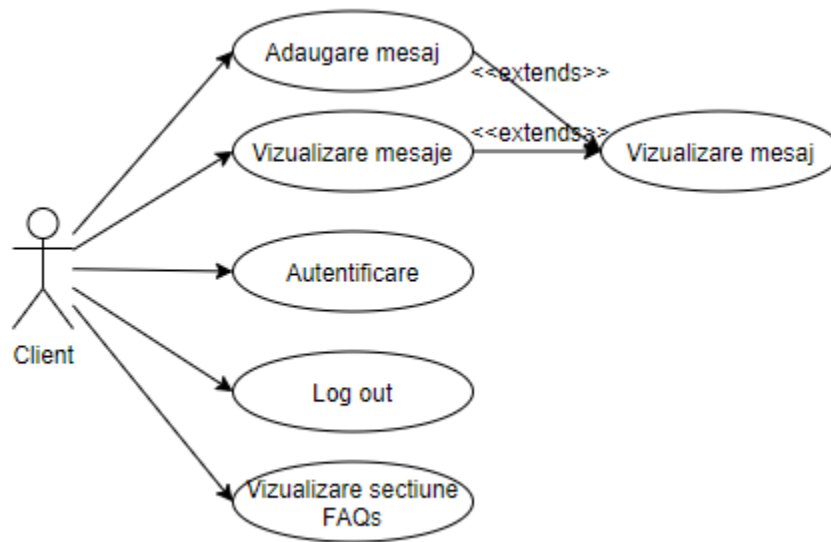 Adaugare mesaj
<<extends>>
Vizualizare mesaje
<<extends>>
Vizualizare mesaj
Autentificare
Client
Log out
Vizualizare sectiune
FAQs